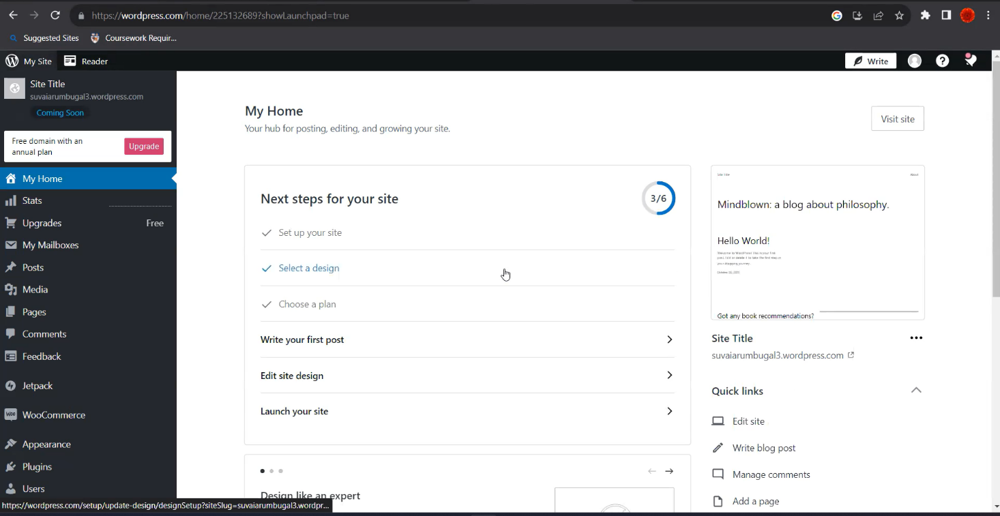 https://wordpress.com/home/225132689?showLaunchpad=true
Suggested Sites
Coursework Requir...
My Site
Reader
Write
Site Title
suvaiarumbugal3.wordpress.com
Coming Soon
Free domain with an
annual plan
Upgrade
My Home
Stats
Upgrades Free
My Mailboxes
Posts
Media
Pages
Comments
Feedback
Jetpack
WooCommerce
Appearance
Plugins
Users
https://wordpress.com/setup/update-design/designSetup?siteSlug=suvaiarumbugal3.wordpr...
My Home
Your hub for posting, editing, and growing your site.
Visit site
Next steps for your site
3/6
Set up your site
Select a design
Choose a plan
Write your first post
Edit site design
Launch your site
Design like an expert
Site Title
About
Mindblown: a blog about philosophy.
Hello World!
Got any book recommendations?
Site Title
suvaiarumbugal3.wordpress.com
Quick links
Edit site
Write blog post
Manage comments
Add a page